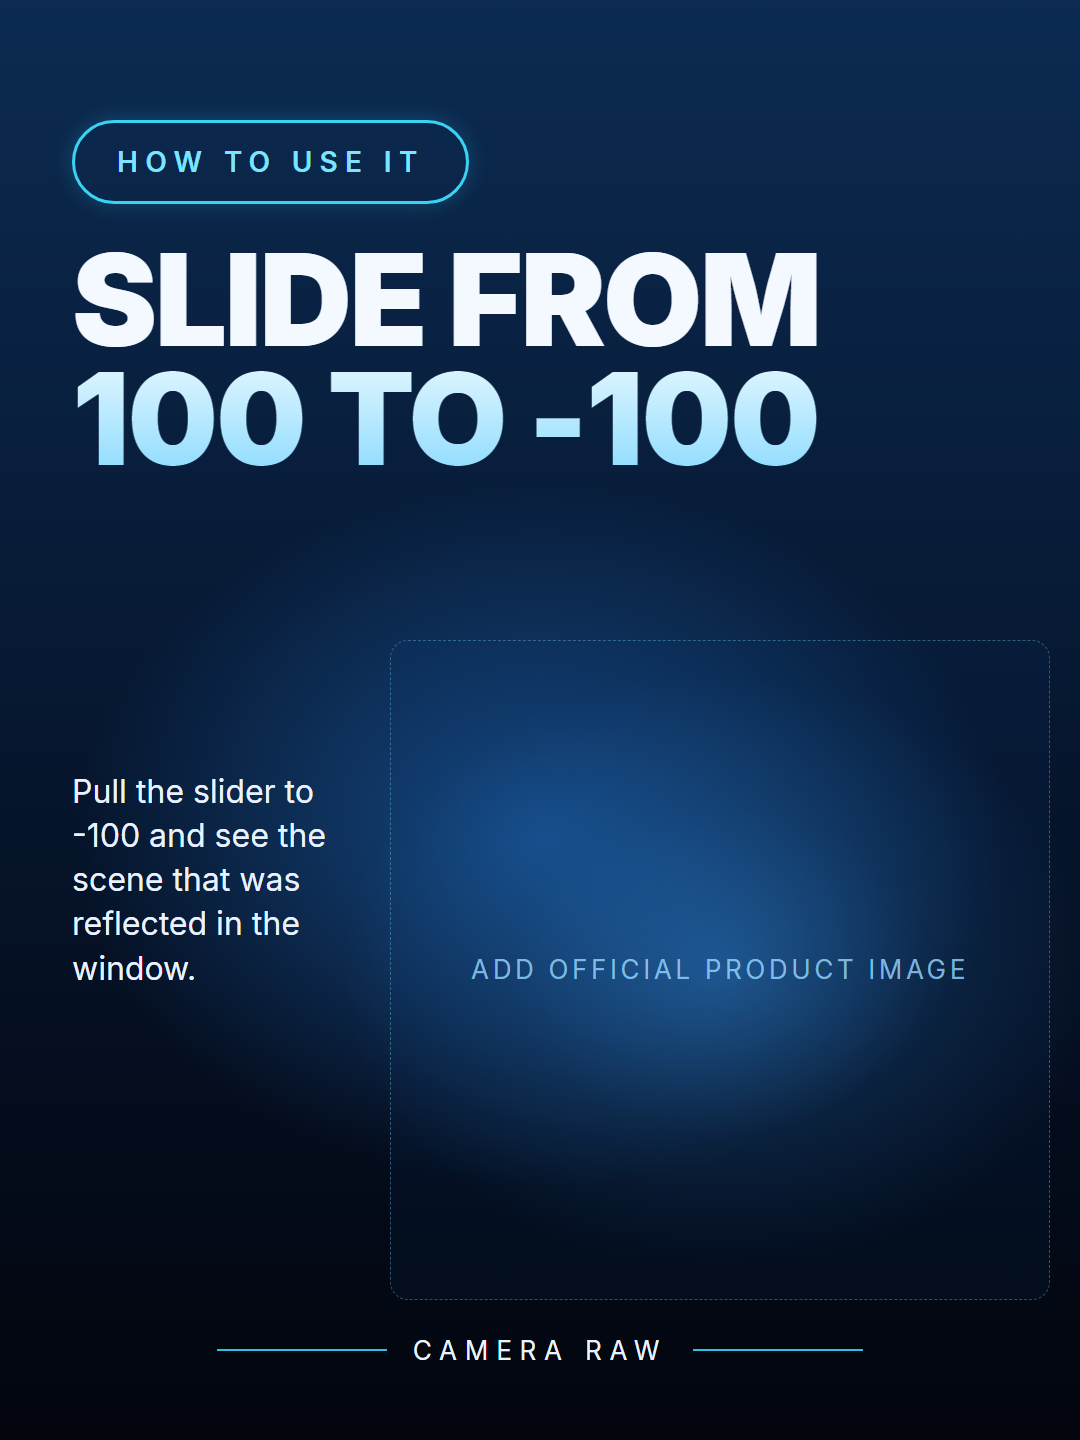 HOW TO USE IT
SLIDE FROM
100 TO -100
Pull the slider to
-100 and see the
scene that was
reflected in the
window.
ADD OFFICIAL PRODUCT IMAGE
CAMERA RAW